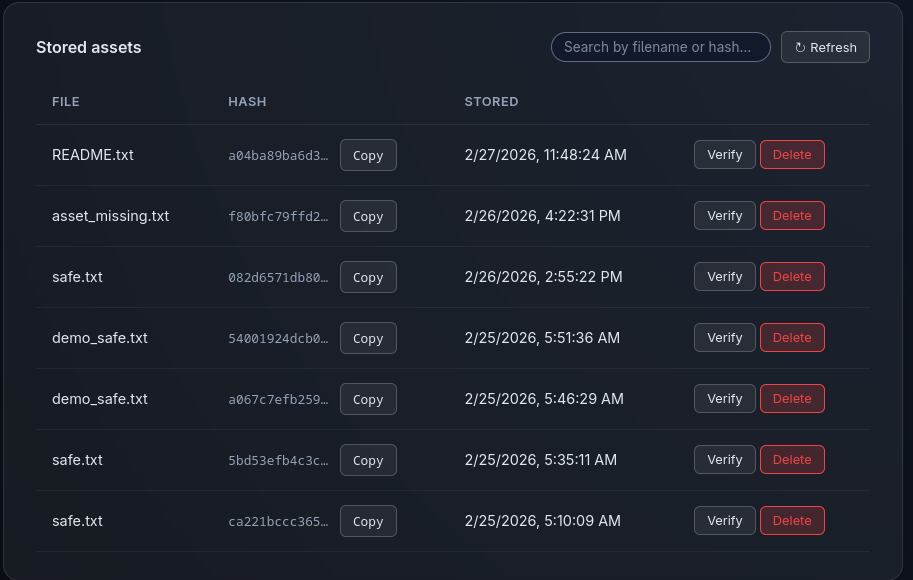 Stored assets Search by filename or hash... ↻ Refresh
FILE HASH STORED
README.txt a04ba89ba6d3… Copy 2/27/2026, 11:48:24 AM Verify Delete
asset_missing.txt f80bfc79ffd2… Copy 2/26/2026, 4:22:31 PM Verify Delete
safe.txt 082d6571db80… Copy 2/26/2026, 2:55:22 PM Verify Delete
demo_safe.txt 54001924dcb0… Copy 2/25/2026, 5:51:36 AM Verify Delete
demo_safe.txt a067c7efb259… Copy 2/25/2026, 5:46:29 AM Verify Delete
safe.txt 5bd53efb4c3c… Copy 2/25/2026, 5:35:11 AM Verify Delete
safe.txt ca221bccc365… Copy 2/25/2026, 5:10:09 AM Verify Delete